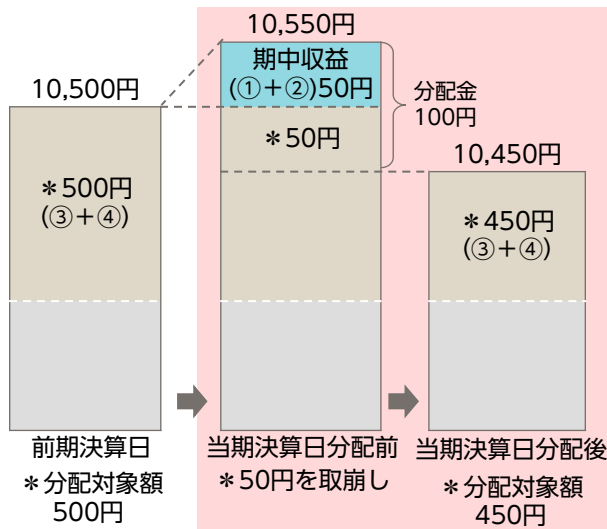 10,500円
＊500円
(③＋④)
前期決算日
＊分配対象額
500円
10,550円
期中収益
(①＋②)50円
＊50円
分配金
100円
当期決算日分配前
＊50円を取崩し
10,450円
＊450円
(③＋④)
当期決算日分配後
＊分配対象額
450円